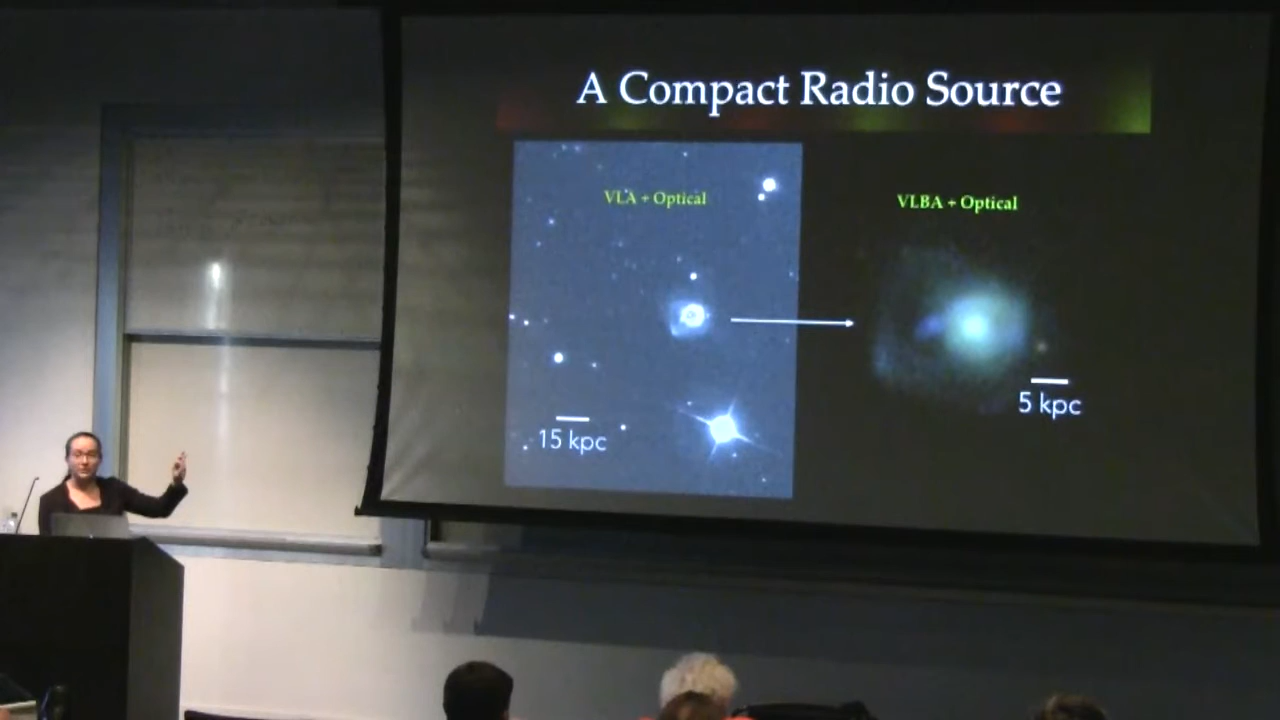 A Compact Radio Source
VLA + Optical
VLBA + Optical
15 kpc
5 kpc